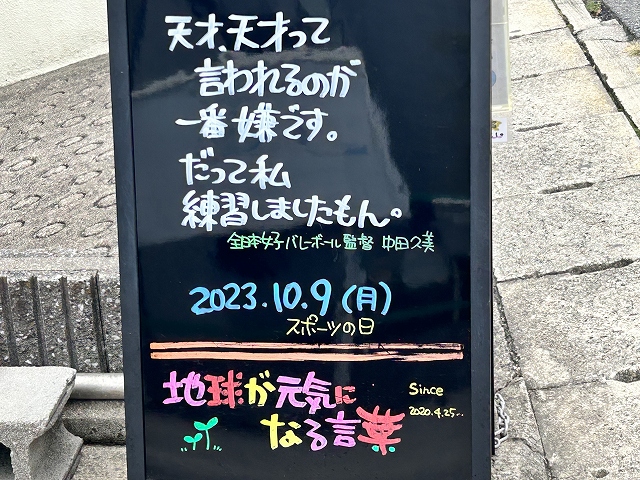 天才、天才って
言われるのが
一番嫌です。
だって私
練習しましたもん。
全日本女子バレーボール監督 中田久美
2023.10.9(月)
スポーツの日
地球が元気に
なる言葉
Since
2020.4.25〜